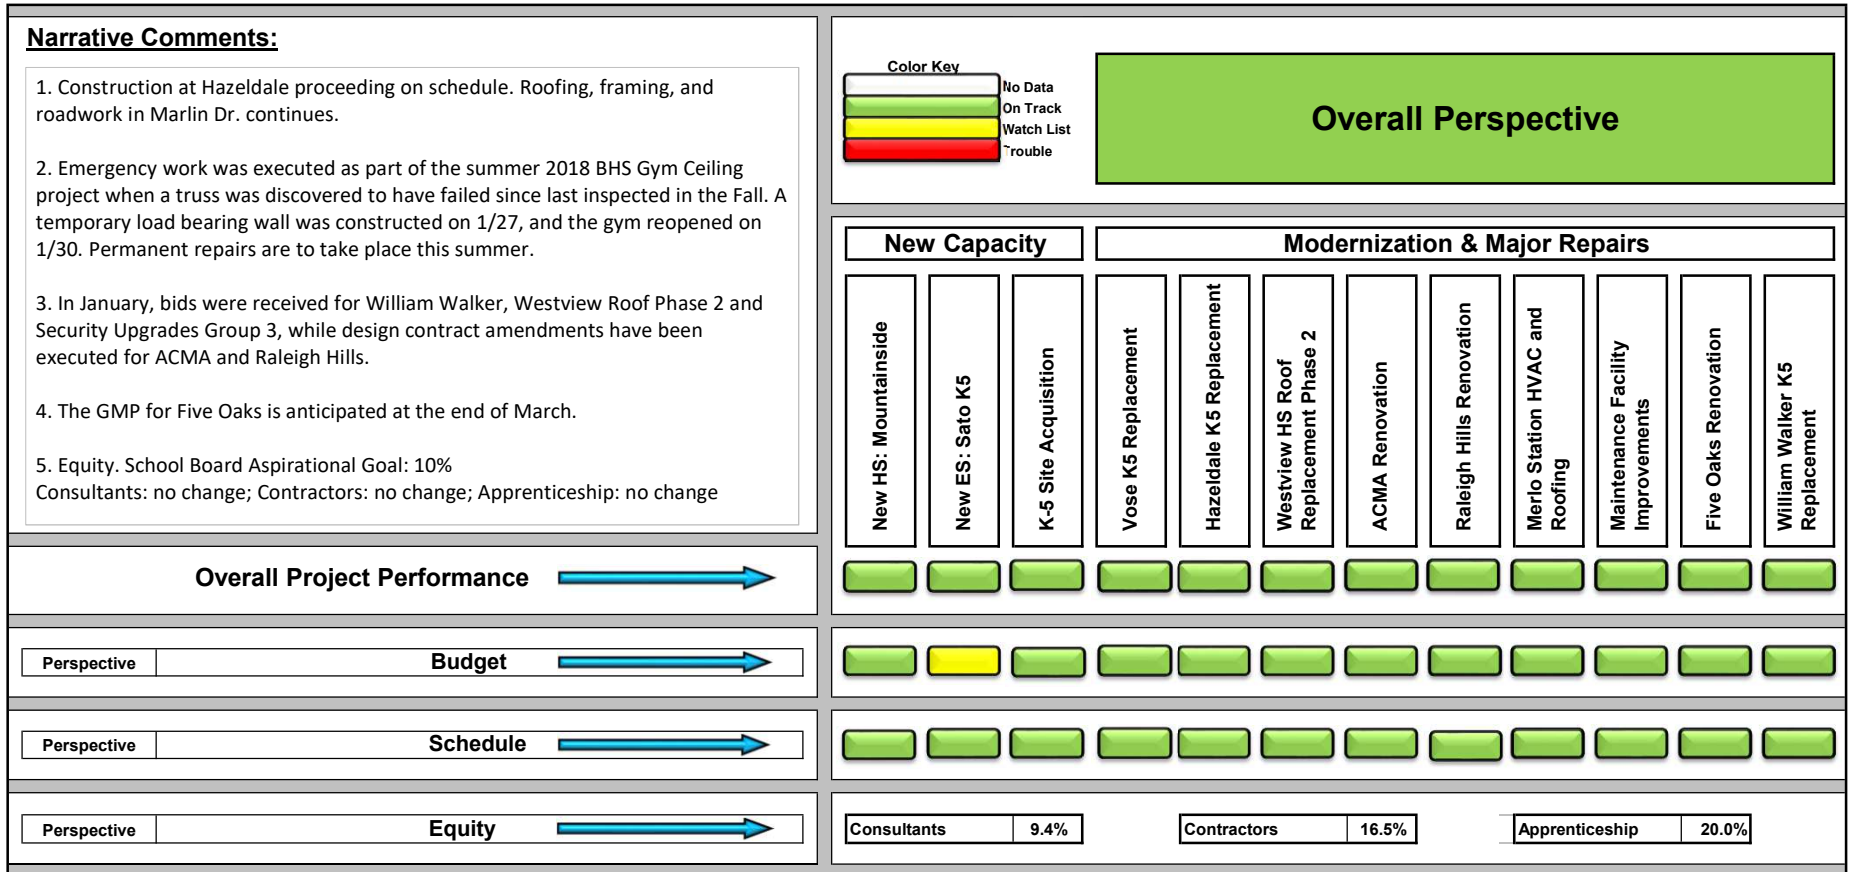 Narrative Comments:
1. Construction at Hazeldale proceeding on schedule. Roofing, framing, and
roadwork in Marlin Dr. continues.
2. Emergency work was executed as part of the summer 2018 BHS Gym Ceiling
project when a truss was discovered to have failed since last inspected in the Fall. A
temporary load bearing wall was constructed on 1/27, and the gym reopened on
1/30. Permanent repairs are to take place this summer.
3. In January, bids were received for William Walker, Westview Roof Phase 2 and
Security Upgrades Group 3, while design contract amendments have been
executed for ACMA and Raleigh Hills.
4. The GMP for Five Oaks is anticipated at the end of March.
5. Equity. School Board Aspirational Goal: 10%
Consultants: no change; Contractors: no change; Apprenticeship: no change
Color Key
No Data
On Track
Watch List
Trouble
Overall Perspective
New Capacity
Modernization & Major Repairs
New HS: Mountainside
New ES: Sato K5
K-5 Site Acquisition
Vose K5 Replacement
Hazeldale K5 Replacement
Westview HS Roof
Replacement Phase 2
ACMA Renovation
Raleigh Hills Renovation
Merlo Station HVAC and
Roofing
Maintenance Facility
Improvements
Five Oaks Renovation
William Walker K5
Replacement
Overall Project Performance
Perspective Budget
Perspective Schedule
Perspective Equity
Consultants 9.4%
Contractors 16.5%
Apprenticeship 20.0%